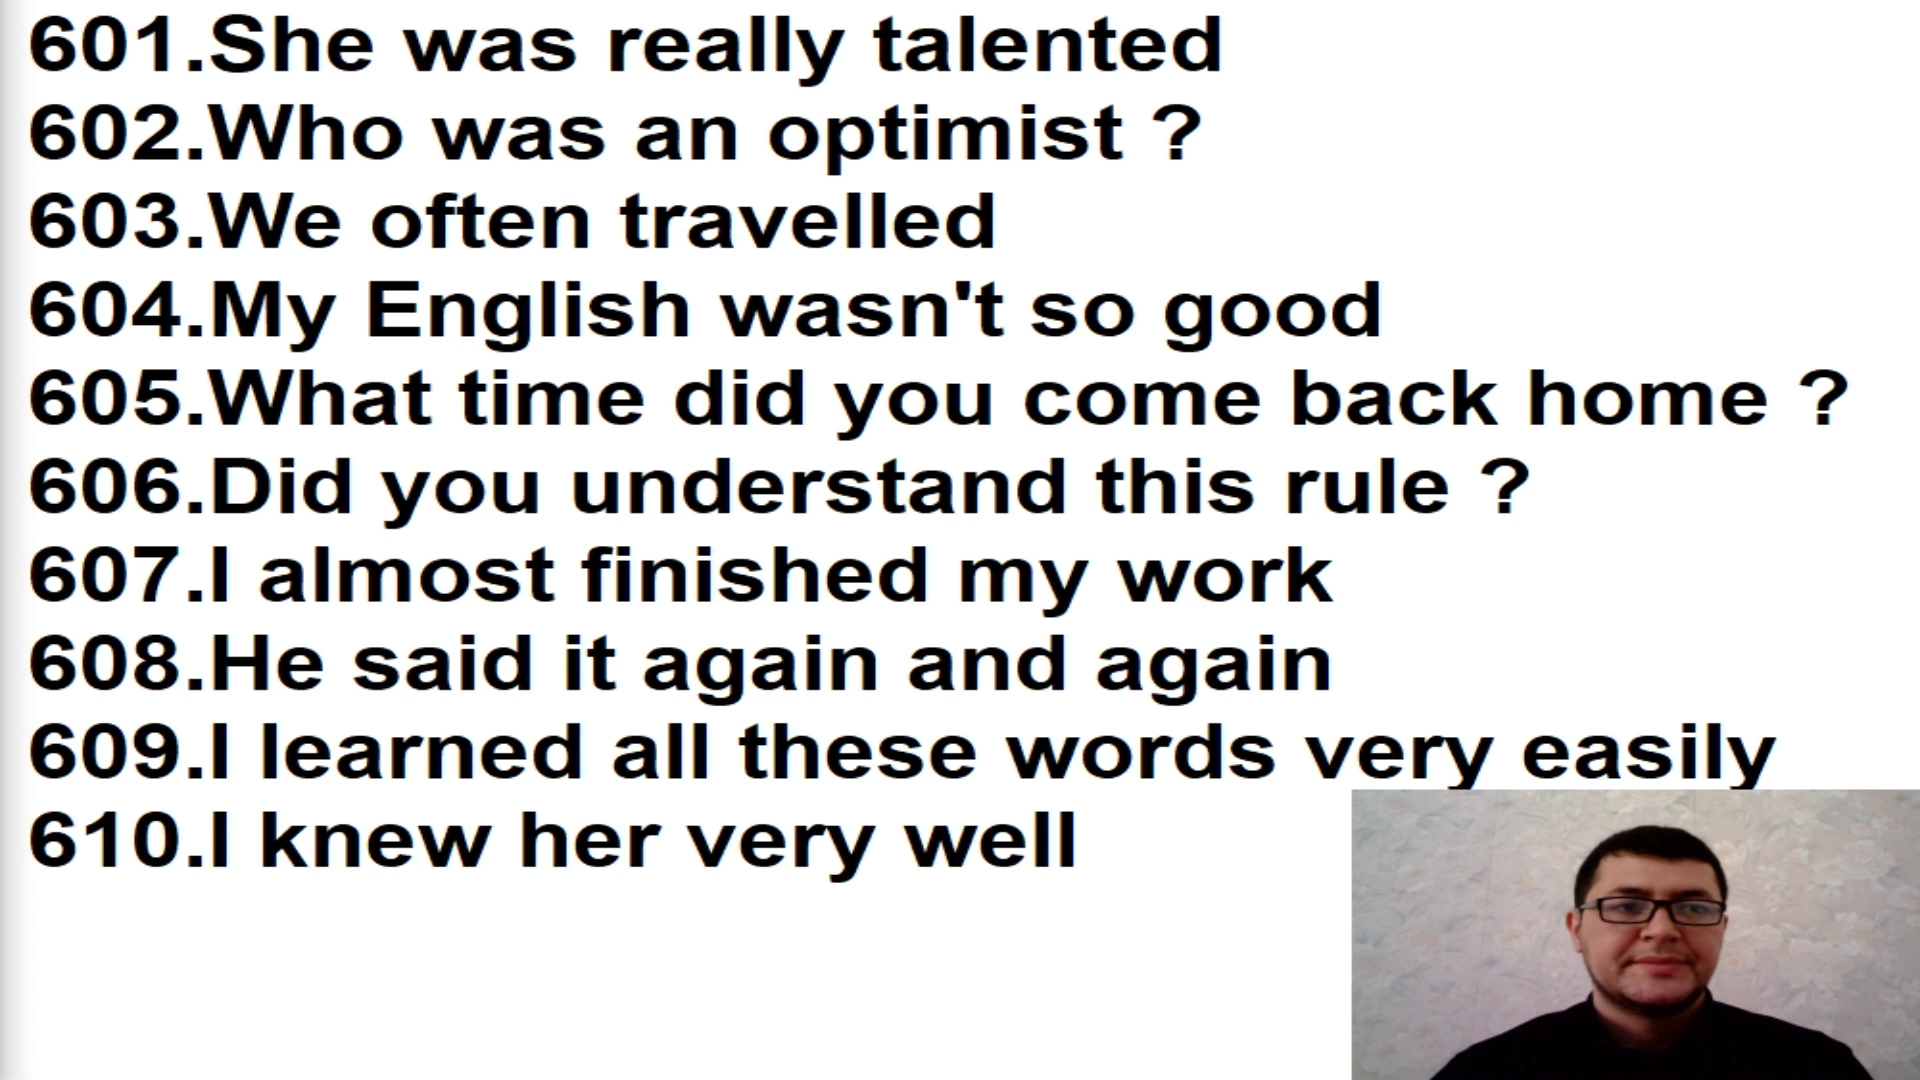 601.She was really talented
602.Who was an optimist ?
603.We often travelled
604.My English wasn't so good
605.What time did you come back home ?
606.Did you understand this rule ?
607.I almost finished my work
608.He said it again and again
609.I learned all these words very easily
610.I knew her very well